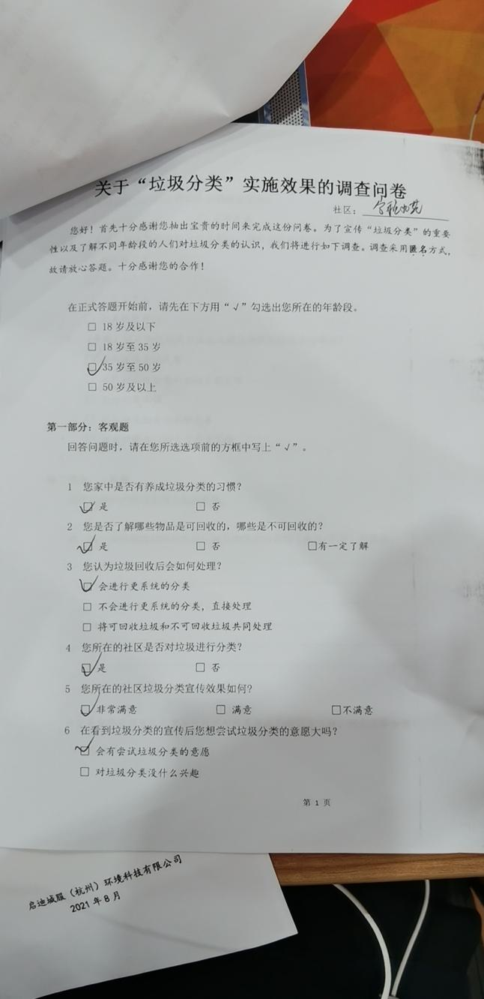 关于“垃圾分类”实施效果的调查问卷
社区：
您好！首先十分感谢您抽出宝贵的时间来完成这份问卷。为了宣传“垃圾分类”的重要
性以及了解不同年龄段的人们对垃圾分类的认识，我们将进行如下调查。调查采用匿名方式，
故请放心答题。十分感谢您的合作！
在正式答题开始前，请先在下方用“√”勾选出您所在的年龄段。
□ 18 岁及以下
□ 18 岁至 35 岁
□ 35 岁至 50 岁
□ 50 岁及以上
第一部分：客观题
回答问题时，请在您所选选项前的方框中写上“√”。
1 您家中是否有养成垃圾分类的习惯？
□ 是 □ 否
2 您是否了解哪些物品是可回收的，哪些是不可回收的？
□ 是 □ 否 □有一定了解
3 您认为垃圾回收后会如何处理？
□ 会进行更系统的分类
□ 不会进行更系统的分类，直接处理
□ 将可回收垃圾和不可回收垃圾共同处理
4 您所在的社区是否对垃圾进行分类？
□ 是 □ 否
5 您所在的社区垃圾分类宣传效果如何？
□ 非常满意 □ 满意 □不满意
6 在看到垃圾分类的宣传后您想尝试垃圾分类的意愿大吗？
□ 会有尝试垃圾分类的意愿
□ 对垃圾分类没什么兴趣
第 1 页
启迪城服（杭州）环境科技有限公司
2021 年 8 月